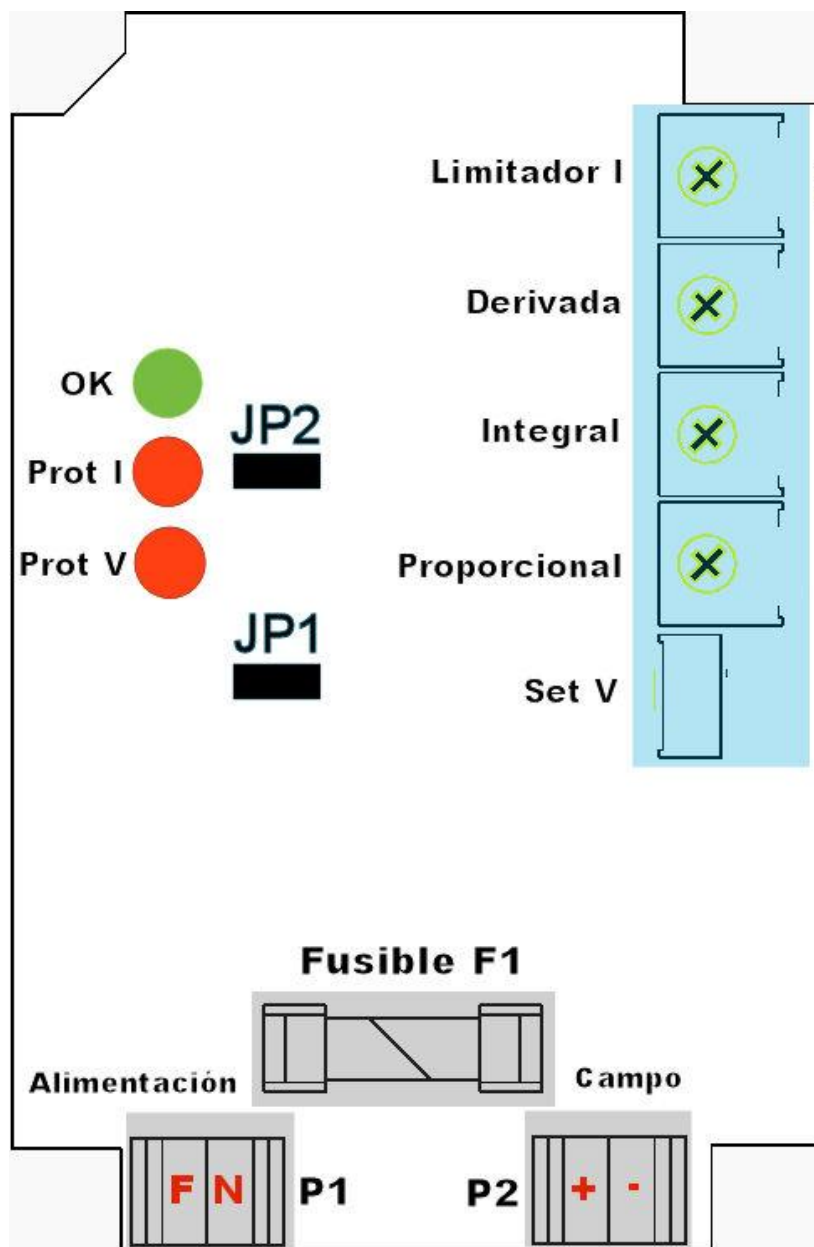 Limitador I
Derivada
OK
JP2
Integral
Prot I
Prot V
Proporcional
JP1
Set V
Fusible F1
Alimentación
Campo
F N
P1
P2
+ -